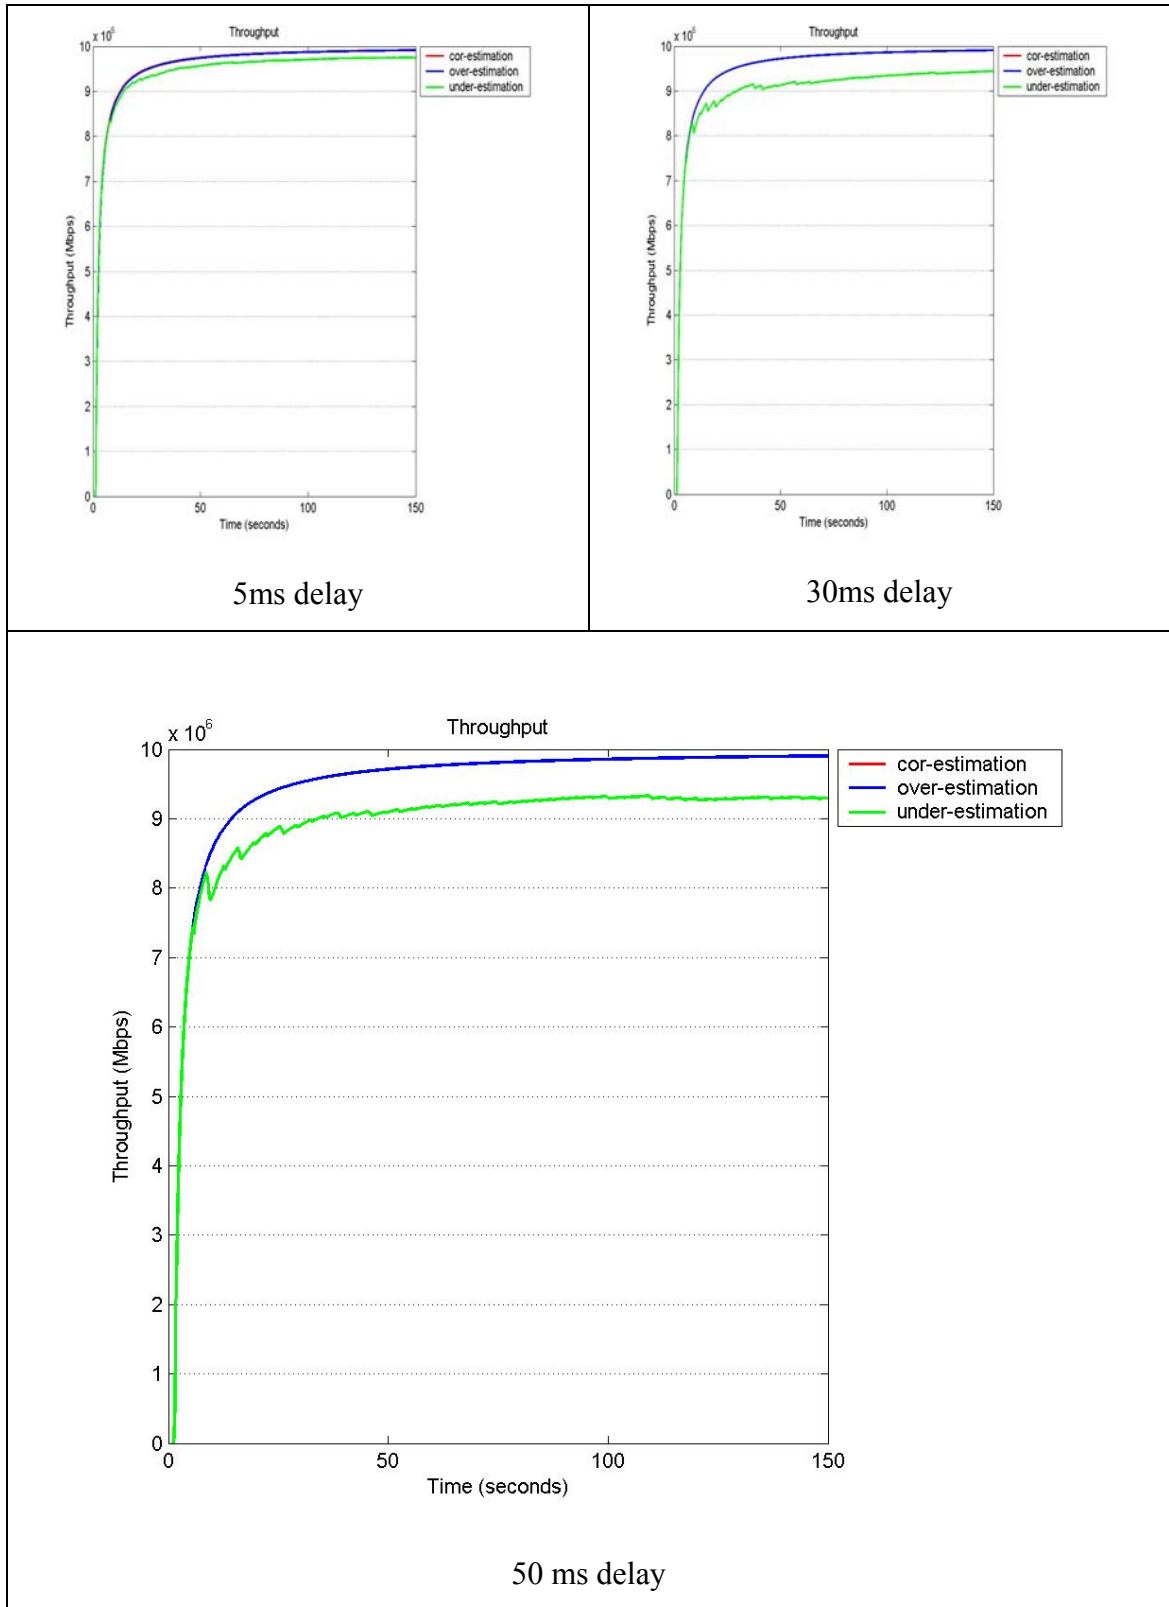 Throughput
x 10^6
10
9
8
7
6
5
4
3
2
1
0
0 50 100 150
Throughput (Mbps)
Time (seconds)
cor-estimation
over-estimation
under-estimation
5ms delay
Throughput
x 10
10
9
8
7
6
5
4
3
2
1
0
0 50 100 150
Throughput (Mbps)
Time (seconds)
cor-estimation
over-estimation
under-estimation
30ms delay
Throughput
x 10^6
10
9
8
7
6
5
4
3
2
1
0
0 50 100 150
Throughput (Mbps)
Time (seconds)
cor-estimation
over-estimation
under-estimation
50 ms delay